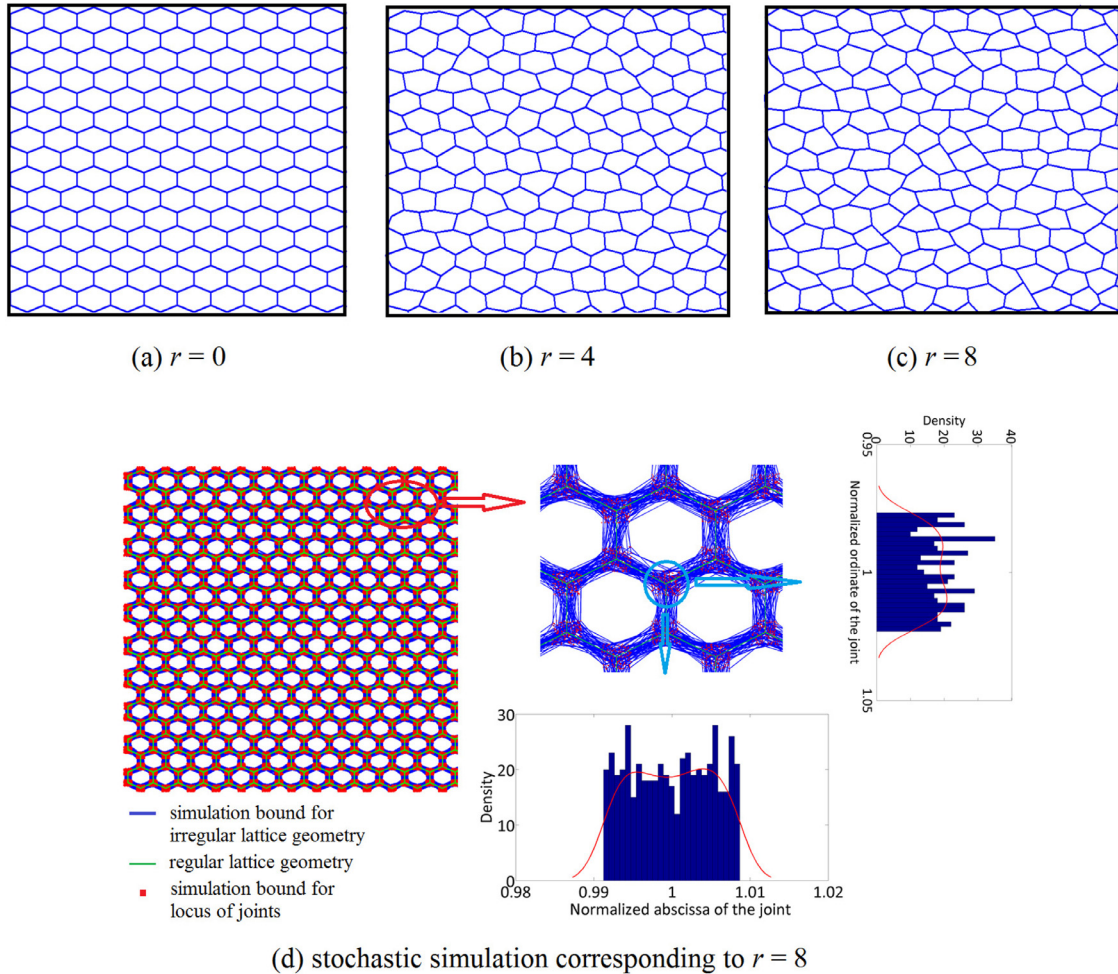 (a) r = 0
(b) r = 4
(c) r = 8
Density
0 10 20 30 40
0.95
1
1.05
Normalized ordinate of the joint
simulation bound for
irregular lattice geometry
regular lattice geometry
simulation bound for
locus of joints
30
20
10
0
Density
0.98 0.99 1 1.01 1.02
Normalized abscissa of the joint
(d) stochastic simulation corresponding to r = 8